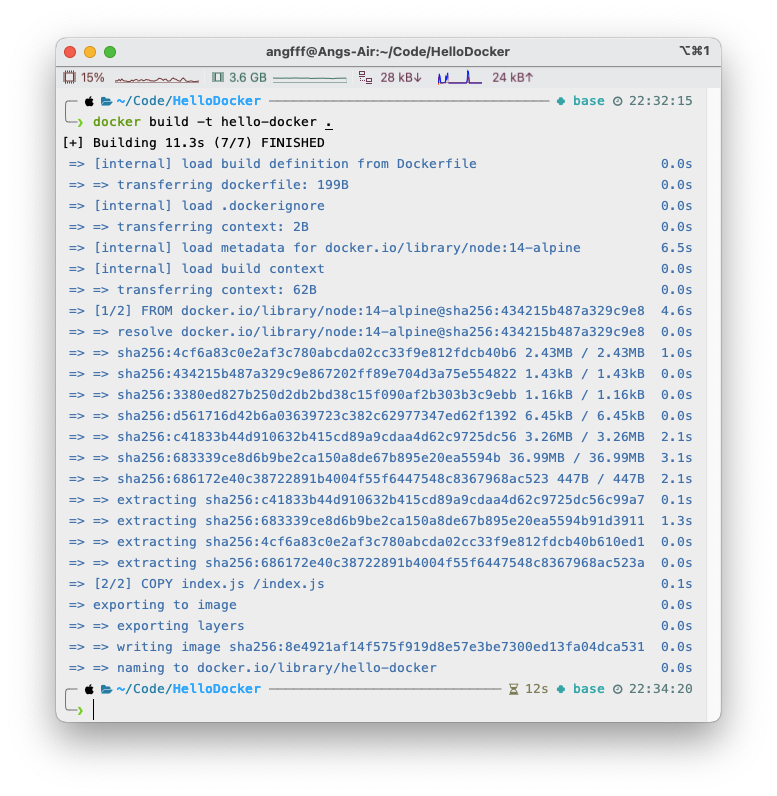 angfff@Angs-Air:~/Code/HelloDocker ⌥⌘1
15% 3.6 GB 28 kB↓ 24 kB↑
~/Code/HelloDocker base 22:32:15
docker build -t hello-docker .
[+] Building 11.3s (7/7) FINISHED
=> [internal] load build definition from Dockerfile 0.0s
=> => transferring dockerfile: 199B 0.0s
=> [internal] load .dockerignore 0.0s
=> => transferring context: 2B 0.0s
=> [internal] load metadata for docker.io/library/node:14-alpine 6.5s
=> [internal] load build context 0.0s
=> => transferring context: 62B 0.0s
=> [1/2] FROM docker.io/library/node:14-alpine@sha256:434215b487a329c9e8 4.6s
=> => resolve docker.io/library/node:14-alpine@sha256:434215b487a329c9e8 0.0s
=> => sha256:4cf6a83c0e2af3c780abcda02cc33f9e812fdcb40b6 2.43MB / 2.43MB 1.0s
=> => sha256:434215b487a329c9e867202ff89e704d3a75e554822 1.43kB / 1.43kB 0.0s
=> => sha256:3380ed827b250d2db2bd38c15f090af2b303b3c9ebb 1.16kB / 1.16kB 0.0s
=> => sha256:d561716d42b6a03639723c382c62977347ed62f1392 6.45kB / 6.45kB 0.0s
=> => sha256:c41833b44d910632b415cd89a9cdaa4d62c9725dc56 3.26MB / 3.26MB 2.1s
=> => sha256:683339ce8d6b9be2ca150a8de67b895e20ea5594b 36.99MB / 36.99MB 3.1s
=> => sha256:686172e40c38722891b4004f55f6447548c8367968ac523 447B / 447B 2.1s
=> => extracting sha256:c41833b44d910632b415cd89a9cdaa4d62c9725dc56c99a7 0.1s
=> => extracting sha256:683339ce8d6b9be2ca150a8de67b895e20ea5594b91d3911 1.3s
=> => extracting sha256:4cf6a83c0e2af3c780abcda02cc33f9e812fdcb40b610ed1 0.0s
=> => extracting sha256:686172e40c38722891b4004f55f6447548c8367968ac523a 0.0s
=> [2/2] COPY index.js /index.js 0.1s
=> exporting to image 0.0s
=> => exporting layers 0.0s
=> => writing image sha256:8e4921af14f575f919d8e57e3be7300ed13fa04dca531 0.0s
=> => naming to docker.io/library/hello-docker 0.0s
~/Code/HelloDocker 12s base 22:34:20